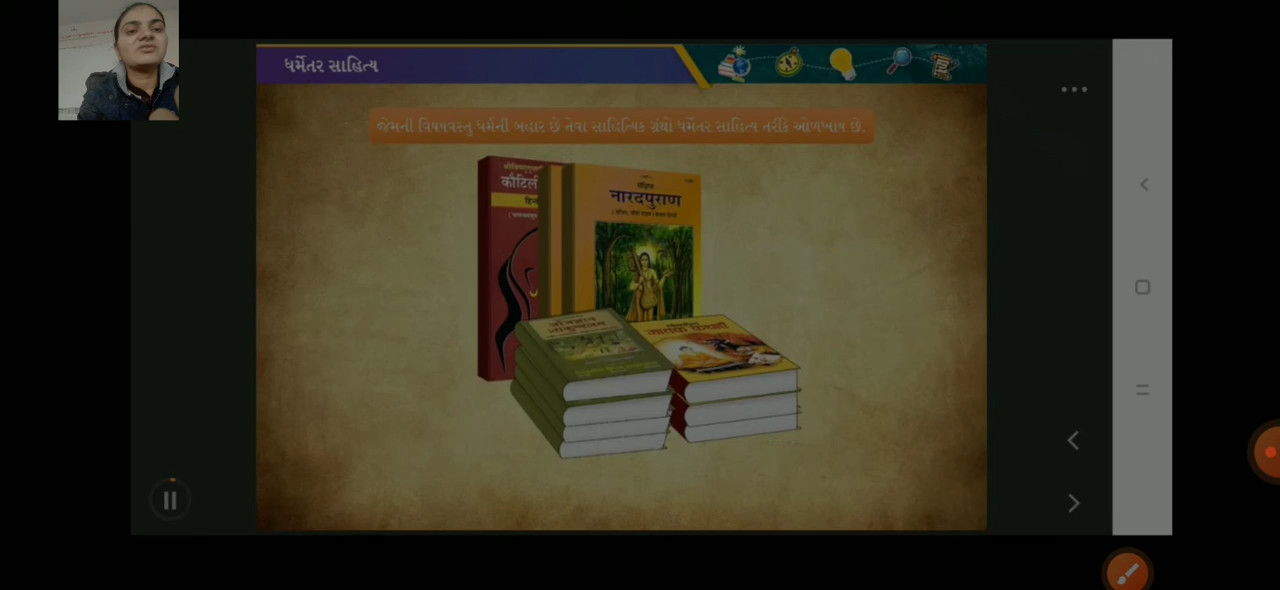 ધર્મેતર સાહિત્ય
જેમની વિષયવસ્તુ ધર્મની બહાર છે તેવા સાહિત્યિક ગ્રંથો ધર્મેતર સાહિત્ય તરીકે ઓળખાય છે.
कौटिली
हिन्
नारदपुराण